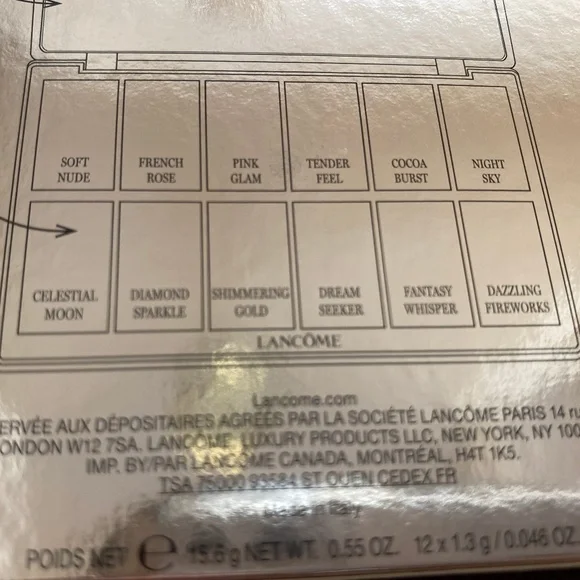 SOFT NUDE
FRENCH ROSE
PINK GLAM
TENDER FEEL
COCOA BURST
NIGHT SKY
CELESTIAL MOON
DIAMOND SPARKLE
SHIMMERING GOLD
DREAM SEEKER
FANTASY WHISPER
DAZZLING FIREWORKS
LANCÔME
Lancome.com
ERVÉE AUX DÉPOSITAIRES AGRÉÉS PAR LA SOCIÉTÉ LANCÔME PARIS 14 ru
ONDON W12 7SA. LANCÔME, LUXURY PRODUCTS LLC, NEW YORK, NY 100
IMP. BY/PAR LANCÔME CANADA, MONTRÉAL, H4T 1K5.
TSA 75000 93584 ST OUEN CEDEX.FR
Made in Italy
POIDS NET e 15.6 g NET WT. 0.55 OZ. 12 x 1.3 g / 0.046 OZ